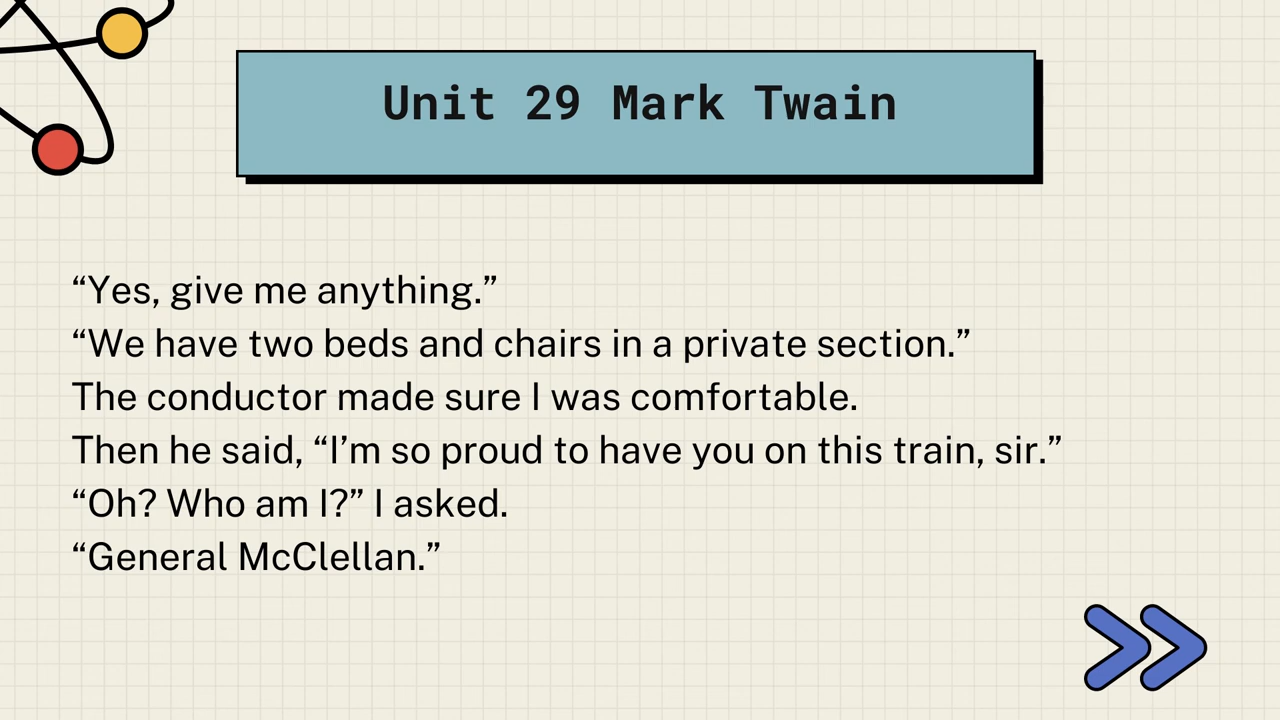 Unit 29 Mark Twain
“Yes, give me anything.”
“We have two beds and chairs in a private section.”
The conductor made sure I was comfortable.
Then he said, “I’m so proud to have you on this train, sir.”
“Oh? Who am I?” I asked.
“General McClellan.”